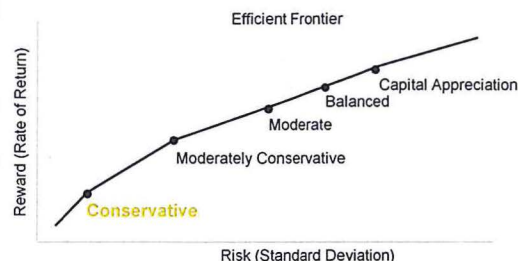 Efficient Frontier
Reward (Rate of Return)
Capital Appreciation
Balanced
Moderate
Moderately Conservative
Conservative
Risk (Standard Deviation)